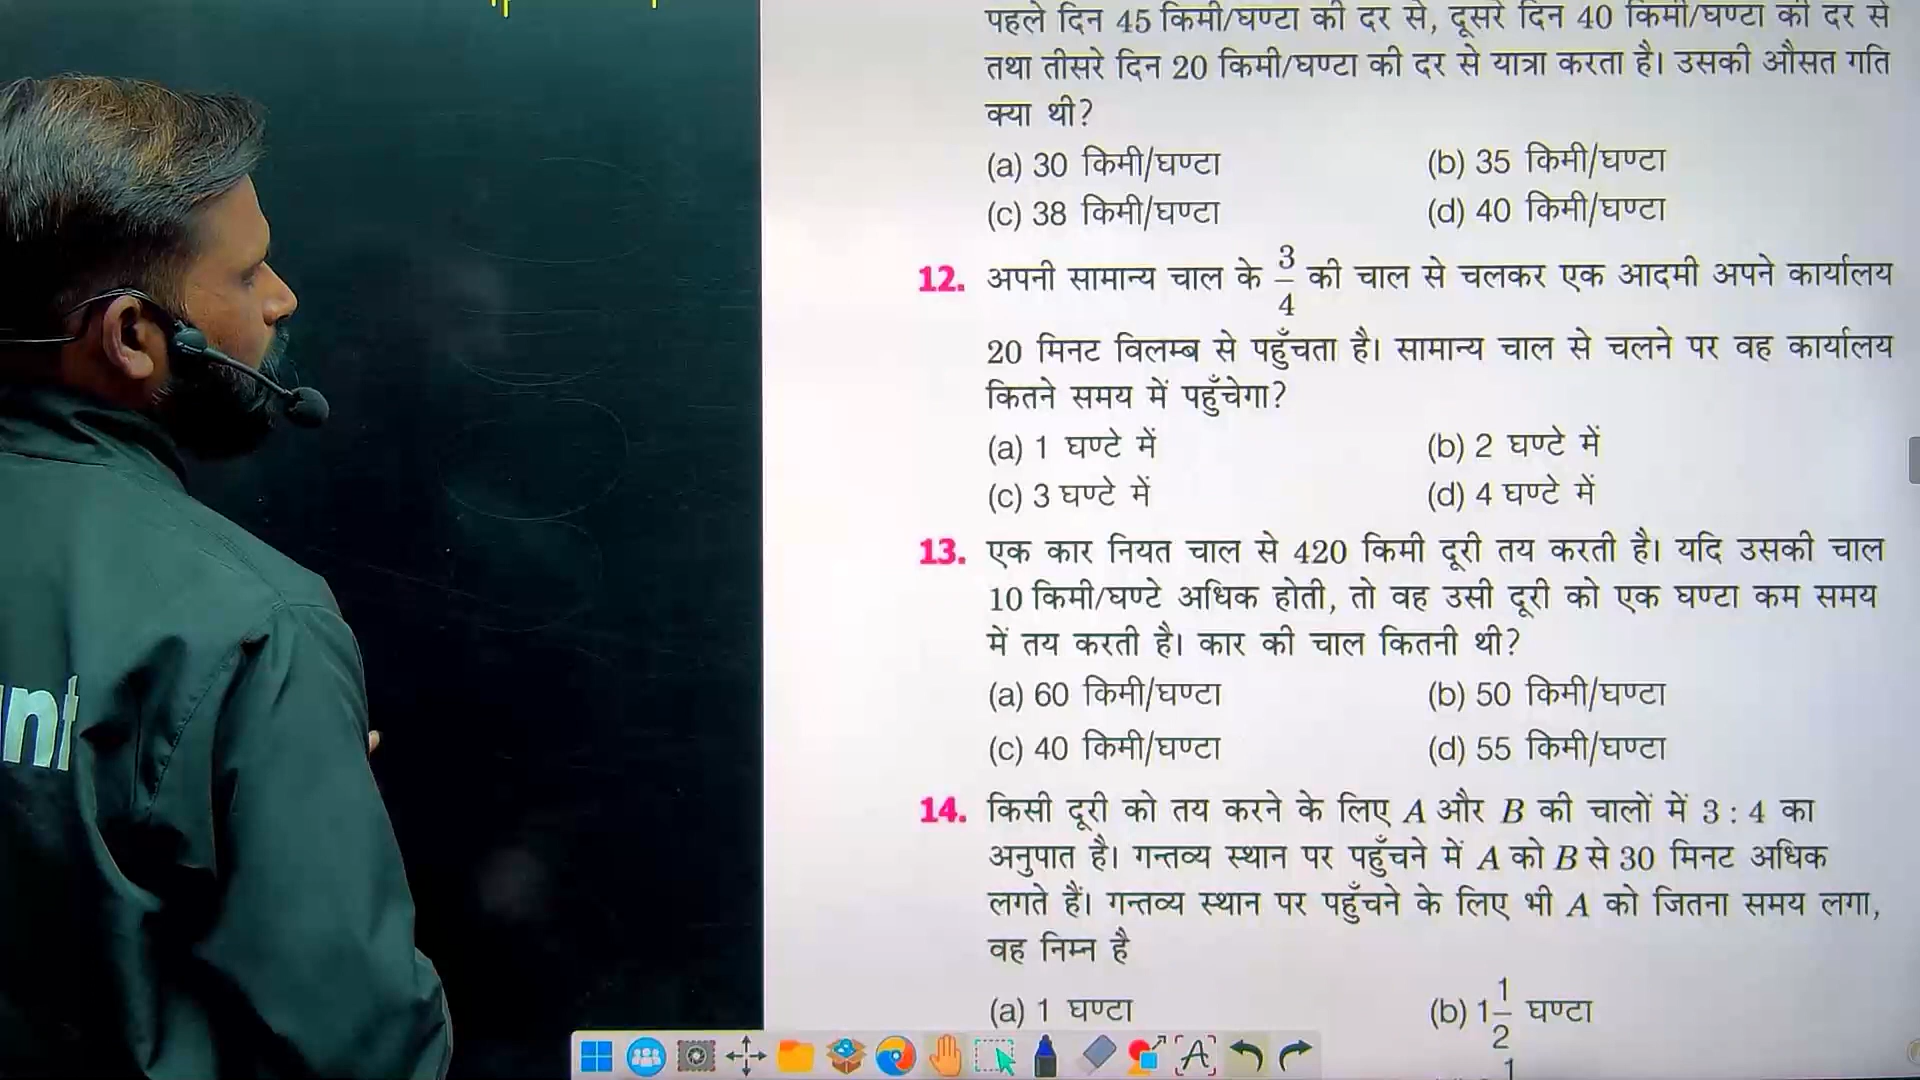 पहले दिन 45 किमी/घण्टा की दर से, दूसरे दिन 40 किमी/घण्टा की दर से
तथा तीसरे दिन 20 किमी/घण्टा की दर से यात्रा करता है। उसकी औसत गति
क्या थी?
(a) 30 किमी/घण्टा (b) 35 किमी/घण्टा
(c) 38 किमी/घण्टा (d) 40 किमी/घण्टा
12. अपनी सामान्य चाल के 3/4 की चाल से चलकर एक आदमी अपने कार्यालय
20 मिनट विलम्ब से पहुँचता है। सामान्य चाल से चलने पर वह कार्यालय
कितने समय में पहुँचेगा?
(a) 1 घण्टे में (b) 2 घण्टे में
(c) 3 घण्टे में (d) 4 घण्टे में
13. एक कार नियत चाल से 420 किमी दूरी तय करती है। यदि उसकी चाल
10 किमी/घण्टे अधिक होती, तो वह उसी दूरी को एक घण्टा कम समय
में तय करती है। कार की चाल कितनी थी?
(a) 60 किमी/घण्टा (b) 50 किमी/घण्टा
(c) 40 किमी/घण्टा (d) 55 किमी/घण्टा
14. किसी दूरी को तय करने के लिए A और B की चालों में 3 : 4 का
अनुपात है। गन्तव्य स्थान पर पहुँचने में A को B से 30 मिनट अधिक
लगते हैं। गन्तव्य स्थान पर पहुँचने के लिए भी A को जितना समय लगा,
वह निम्न है
(a) 1 घण्टा (b) 1 1/2 घण्टा